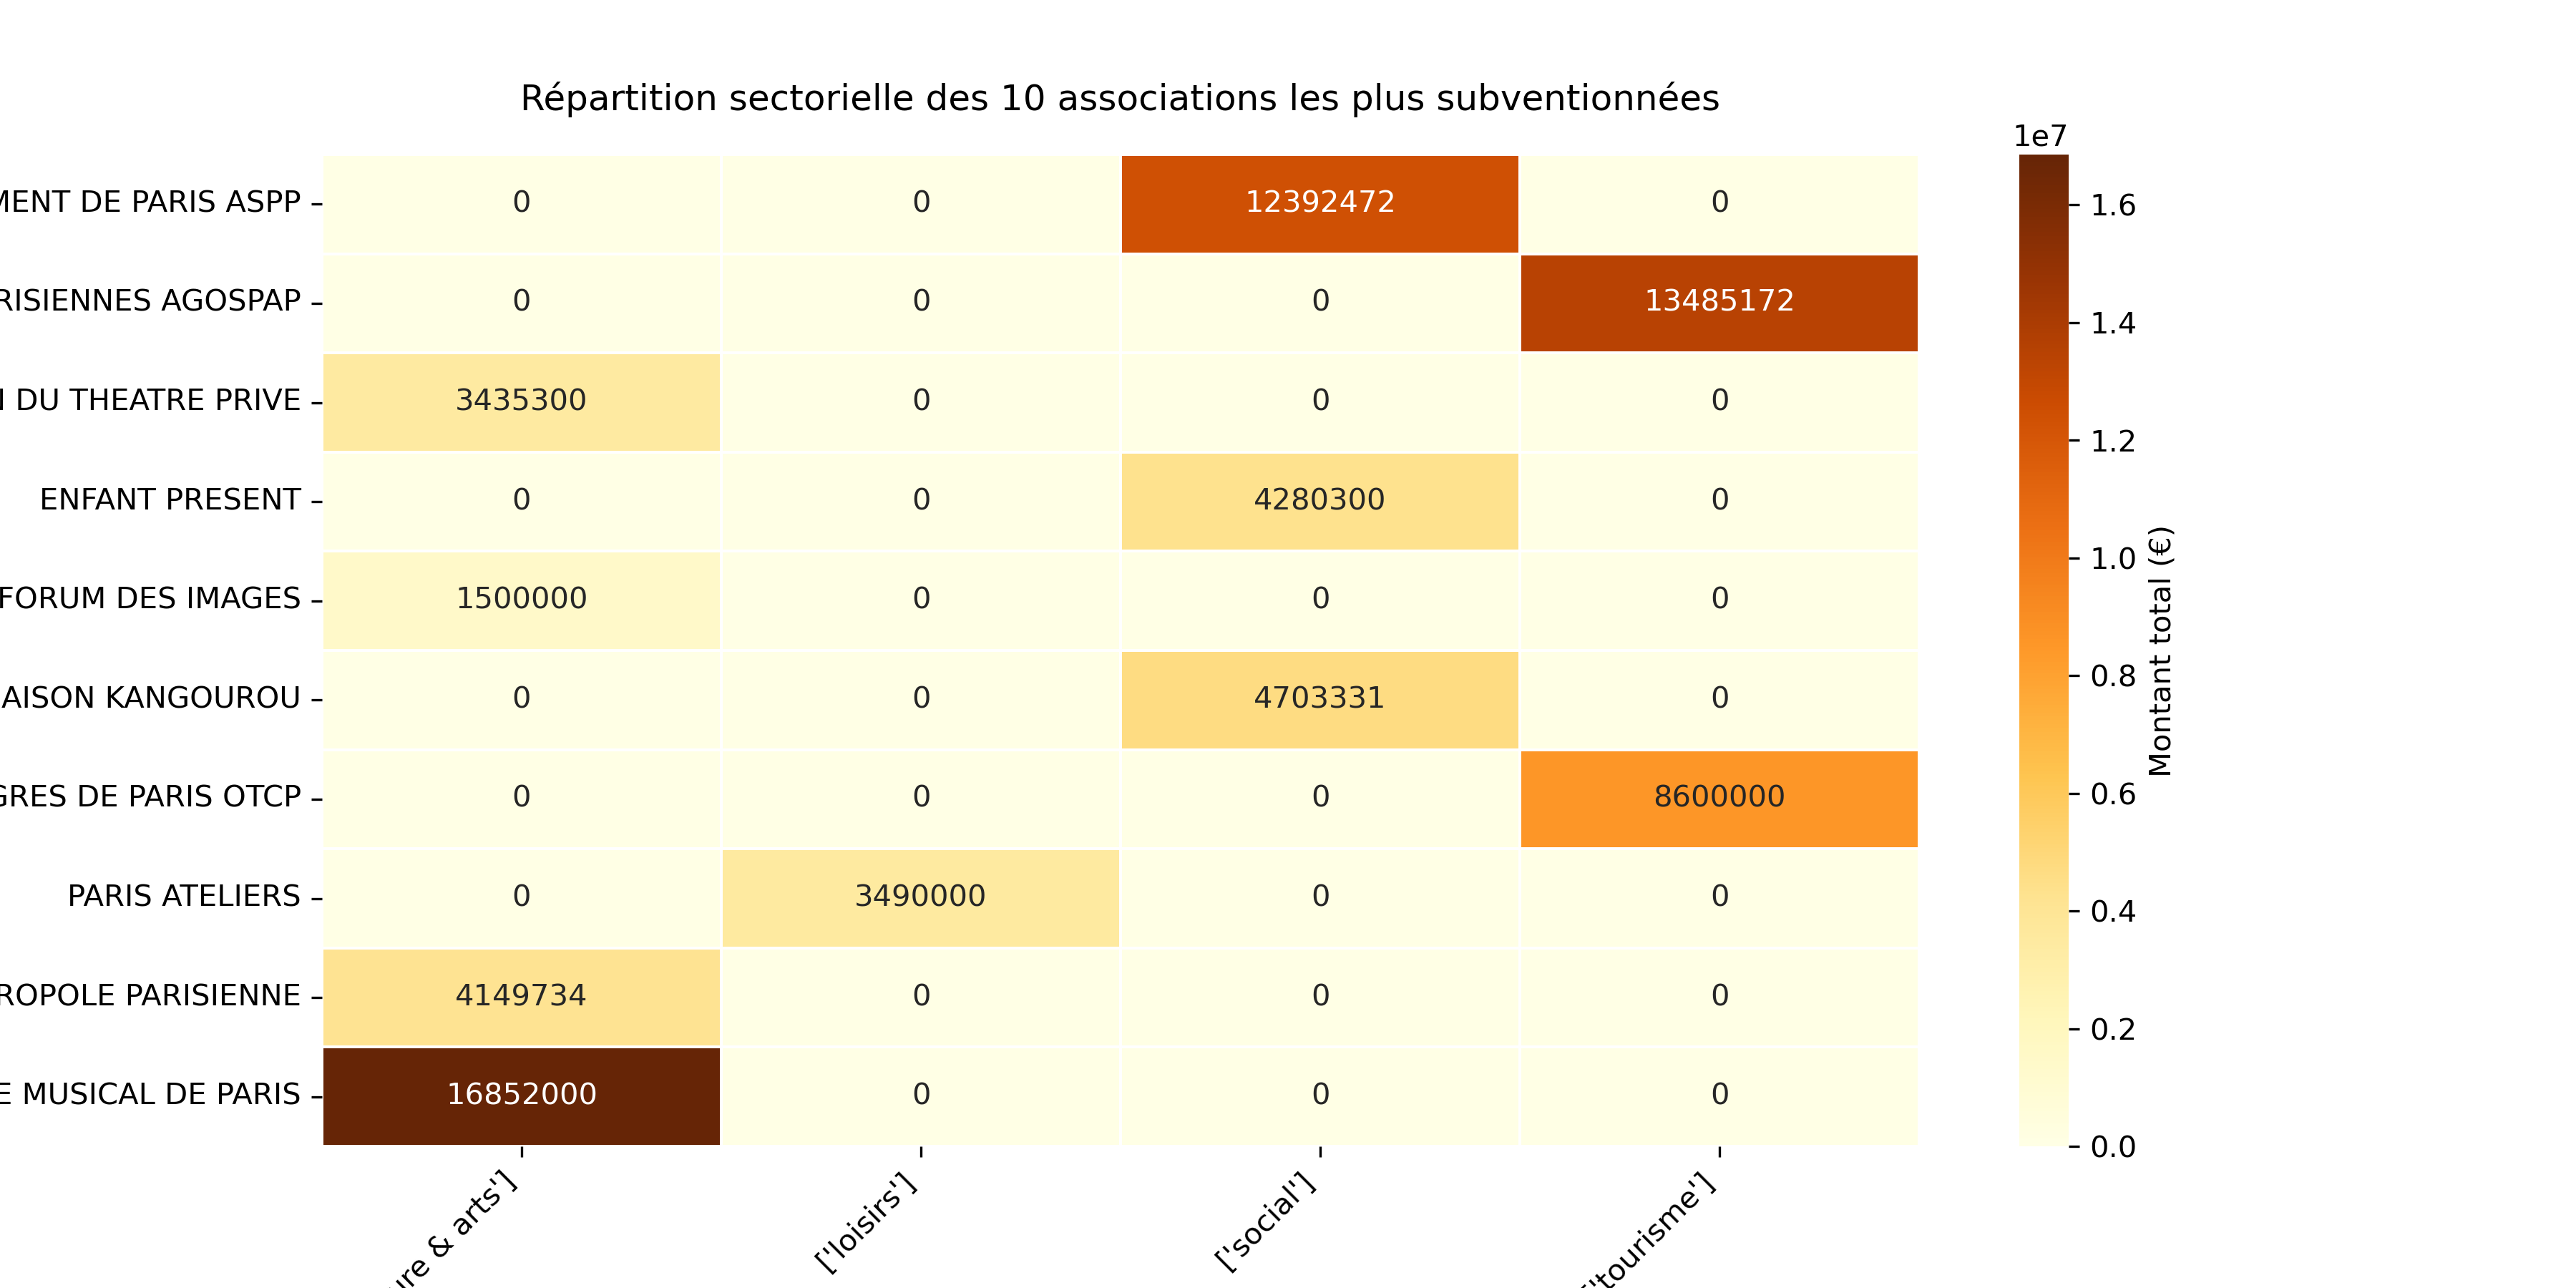 Répartition sectorielle des 10 associations les plus subventionnées
1e7
MENT DE PARIS ASPP 0 0 12392472 0
RISIENNES AGOSPAP 0 0 0 13485172
DU THEATRE PRIVE 3435300 0 0 0
ENFANT PRESENT 0 0 4280300 0
FORUM DES IMAGES 1500000 0 0 0
AISON KANGOUROU 0 0 4703331 0
GRES DE PARIS OTCP 0 0 0 8600000
PARIS ATELIERS 0 3490000 0 0
ROPOLE PARISIENNE 4149734 0 0 0
E MUSICAL DE PARIS 16852000 0 0 0
ure & arts']
['loisirs']
['social']
['tourisme']
1.6
1.4
1.2
1.0
0.8
0.6
0.4
0.2
0.0
Montant total (€)